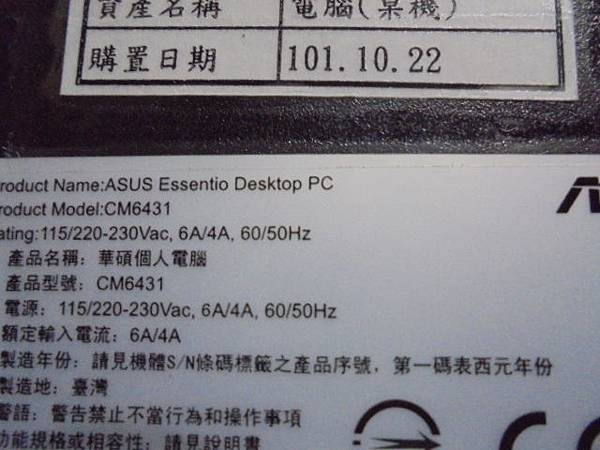 資產名稱 電腦(桌機)
購置日期 101.10.22
roduct Name:ASUS Essentio Desktop PC
roduct Model:CM6431
ating:115/220-230Vac, 6A/4A, 60/50Hz
產品名稱: 華碩個人電腦
產品型號: CM6431
電源: 115/220-230Vac, 6A/4A, 60/50Hz
額定輸入電流: 6A/4A
製造年份: 請見機體S/N條碼標籤之產品序號, 第一碼表西元年份
製造地: 臺灣
警語: 警告禁止不當行為和操作事項
功能規格或相容性: 請見說明書